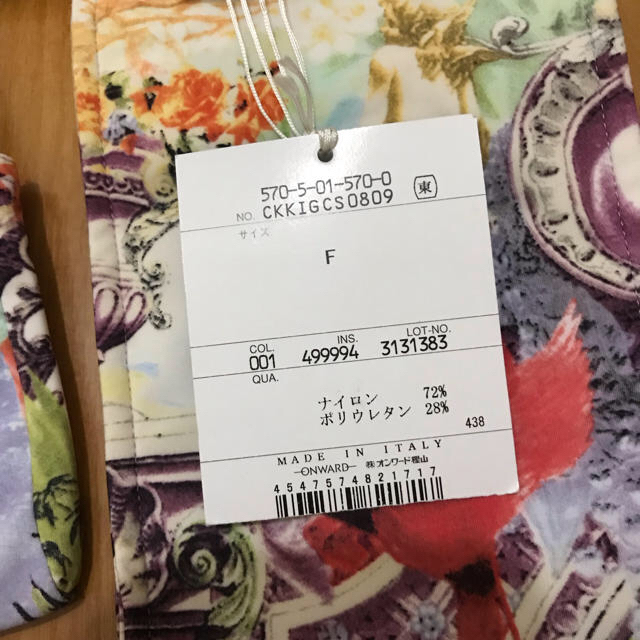 570-5-01-570-0
NO. CKKIGCS0809 東
サイズ
F
COL. INS. LOT-NO.
001 499994 3131383
QUA.
ナイロン 72%
ポリウレタン 28%
438
MADE IN ITALY
ONWARD ㈱オンワード樫山
4547574821717